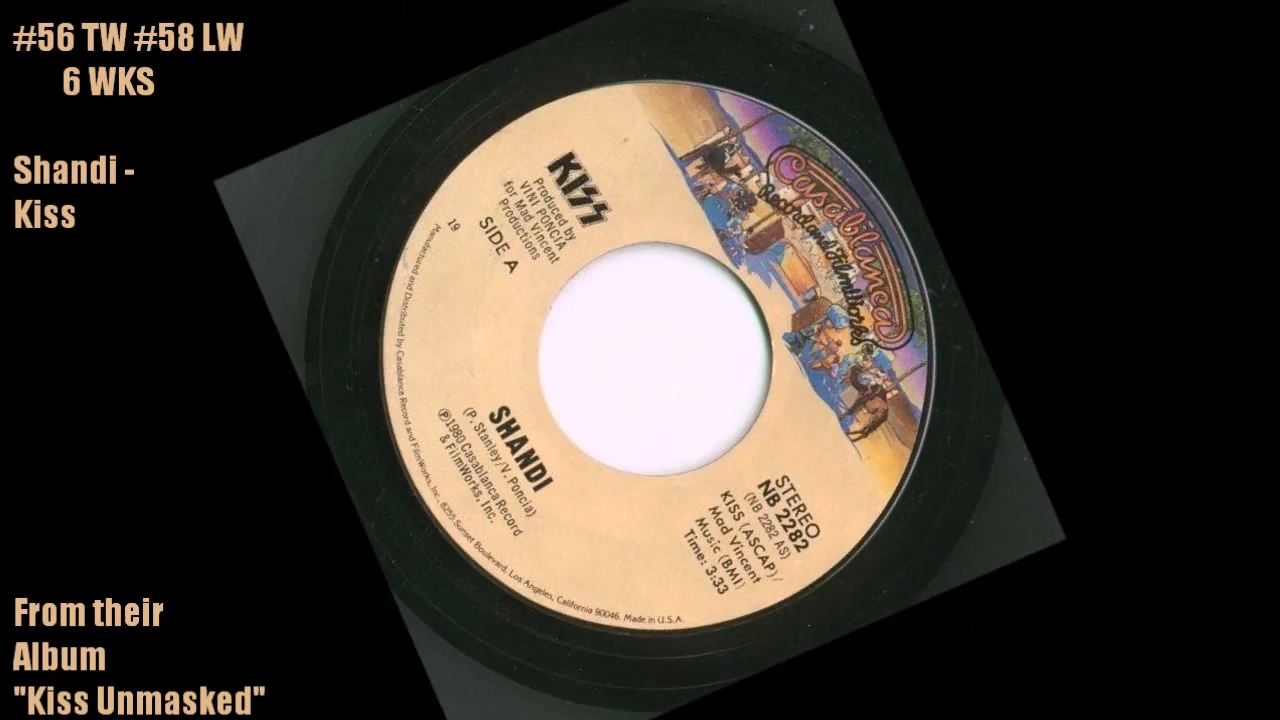 #56 TW #58 LW
6 WKS
Shandi -
Kiss
From their
Album
"Kiss Unmasked"
Casablanca
Record and FilmWorks
KISS
Produced by
VINI PONCIA
for Mad Vincent
Productions
SIDE A
19
SHANDI
(P. Stanley/V. Poncia)
Ⓟ1980 Casablanca Record
& FilmWorks, Inc.
STEREO
NB 2282
(NB 2282 AS)
KISS (ASCAP)/
Mad Vincent
Music (BMI)
Time: 3:33
Manufactured and Distributed by Casablanca Record and FilmWorks, Inc., 8255 Sunset Boulevard, Los Angeles, California 90046. Made in U.S.A.